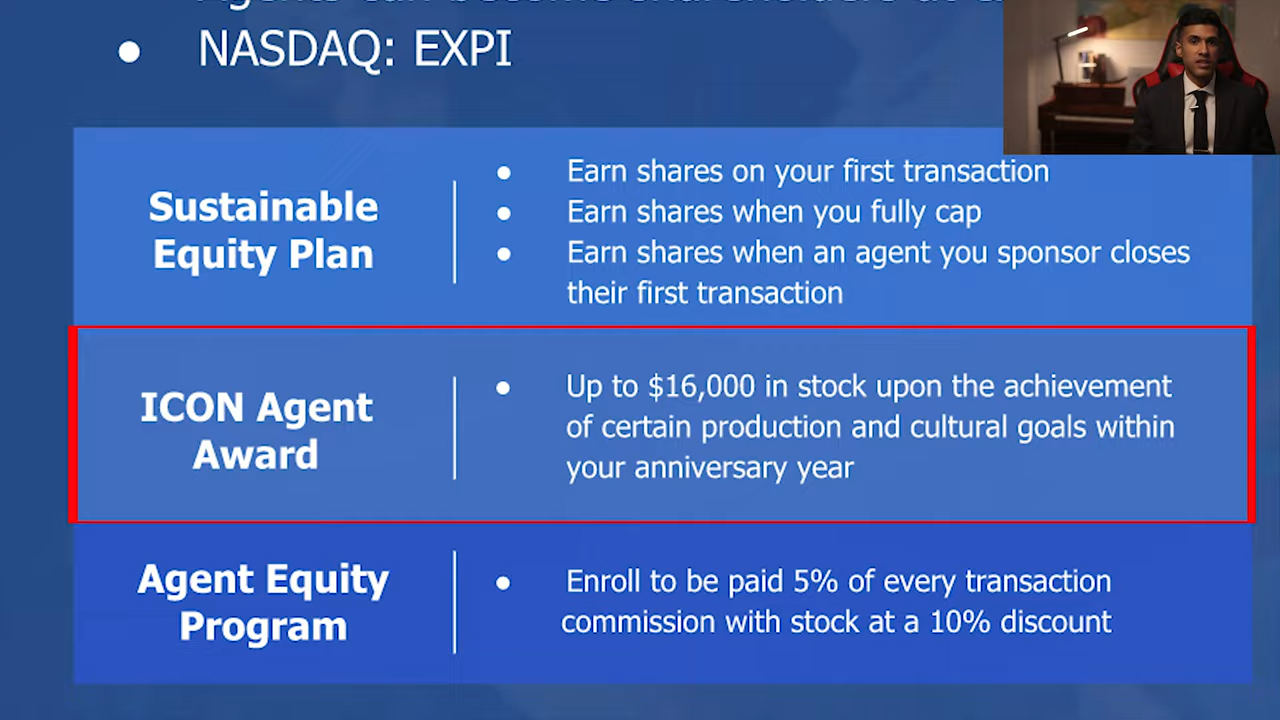 NASDAQ: EXPI
Sustainable
Equity Plan
Earn shares on your first transaction
Earn shares when you fully cap
Earn shares when an agent you sponsor closes
their first transaction
ICON Agent
Award
Up to $16,000 in stock upon the achievement
of certain production and cultural goals within
your anniversary year
Agent Equity
Program
Enroll to be paid 5% of every transaction
commission with stock at a 10% discount